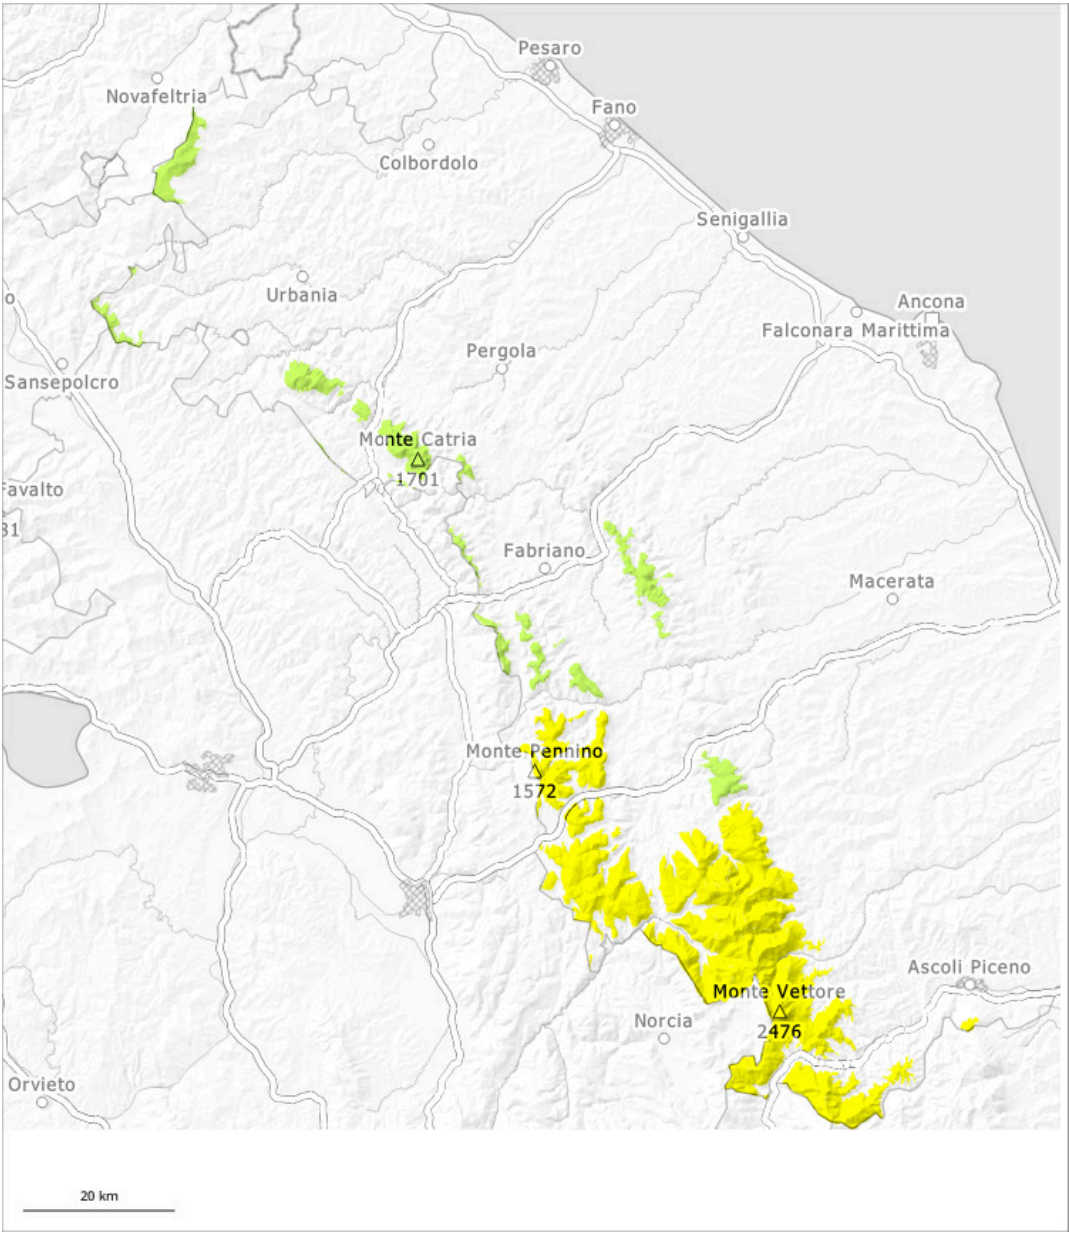 Pesaro
Novafeltria
Fano
Colbordolo
Senigallia
Urbania
o
Ancona
Falconara Marittima
Pergola
Sansepolcro
Monte Catria
1701
Favalto
31
Fabriano
Macerata
Monte Pennino
1572
Ascoli Piceno
Monte Vettore
2476
Norcia
Orvieto
20 km